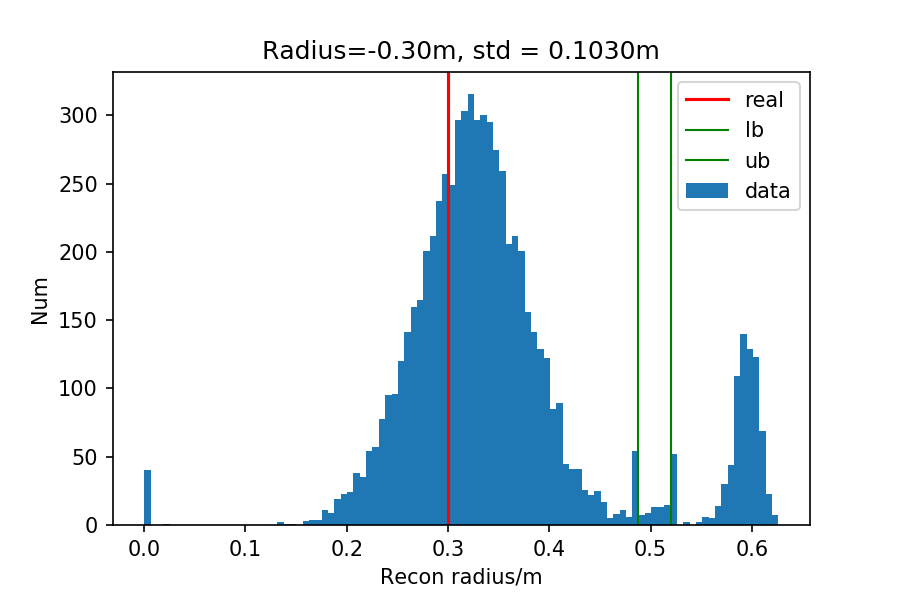 Radius=-0.30m, std = 0.1030m
real
lb
ub
data
300
250
200
150
100
50
0
Num
0.0 0.1 0.2 0.3 0.4 0.5 0.6
Recon radius/m